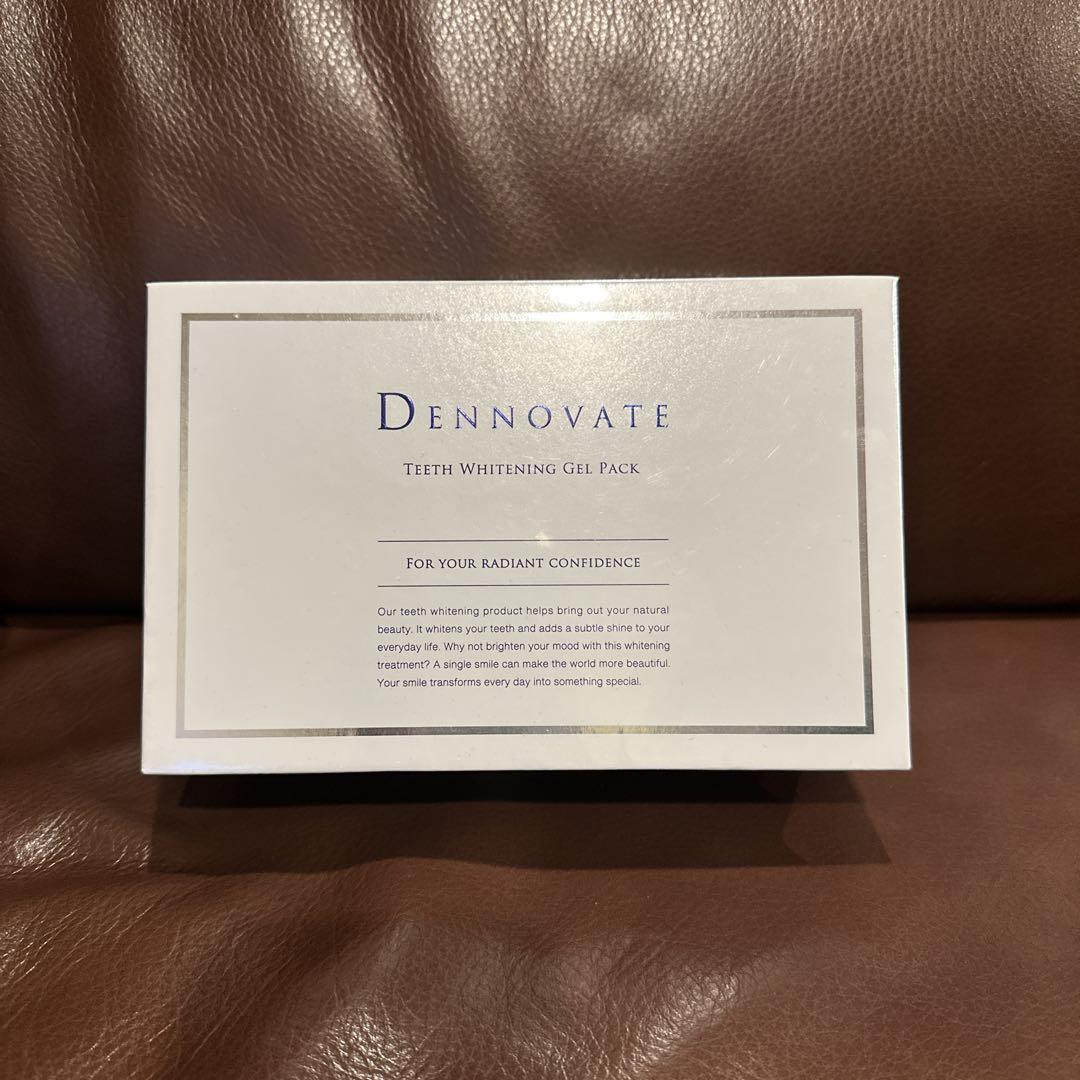 DENNOVATE
TEETH WHITENING GEL PACK
FOR YOUR RADIANT CONFIDENCE
Our teeth whitening product helps bring out your natural
beauty. It whitens your teeth and adds a subtle shine to your
everyday life. Why not brighten your mood with this whitening
treatment? A single smile can make the world more beautiful.
Your smile transforms every day into something special.